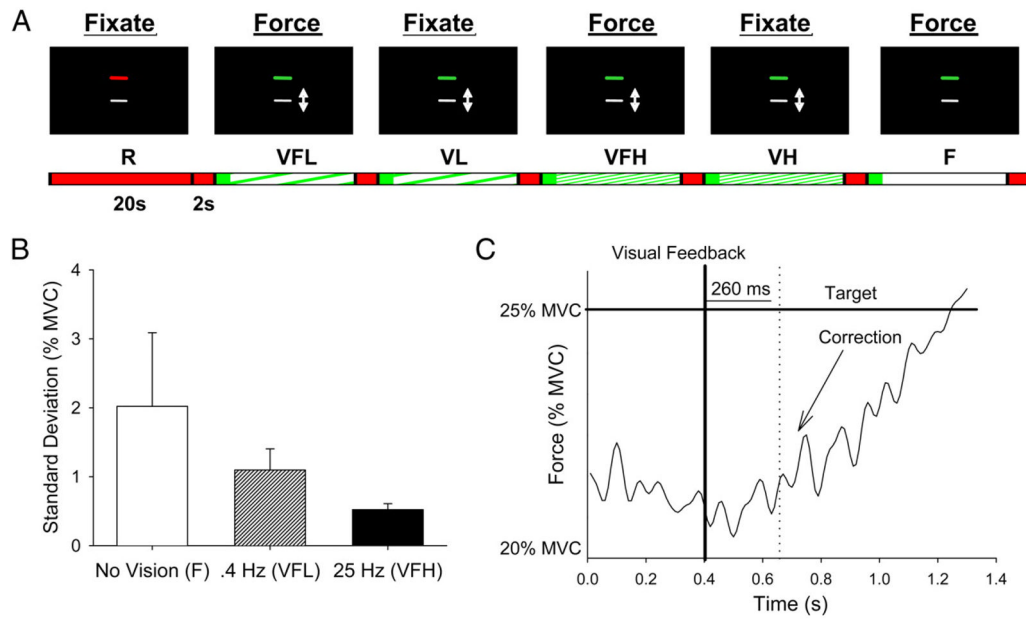 A
Fixate Force Fixate Force Fixate Force
R VFL VL VFH VH F
20s 2s
B
Standard Deviation (% MVC)
4
3
2
1
0
No Vision (F) .4 Hz (VFL) 25 Hz (VFH)
C
Visual Feedback
260 ms
Target
25% MVC
Correction
Force (% MVC)
20% MVC
0.0 0.2 0.4 0.6 0.8 1.0 1.2 1.4
Time (s)